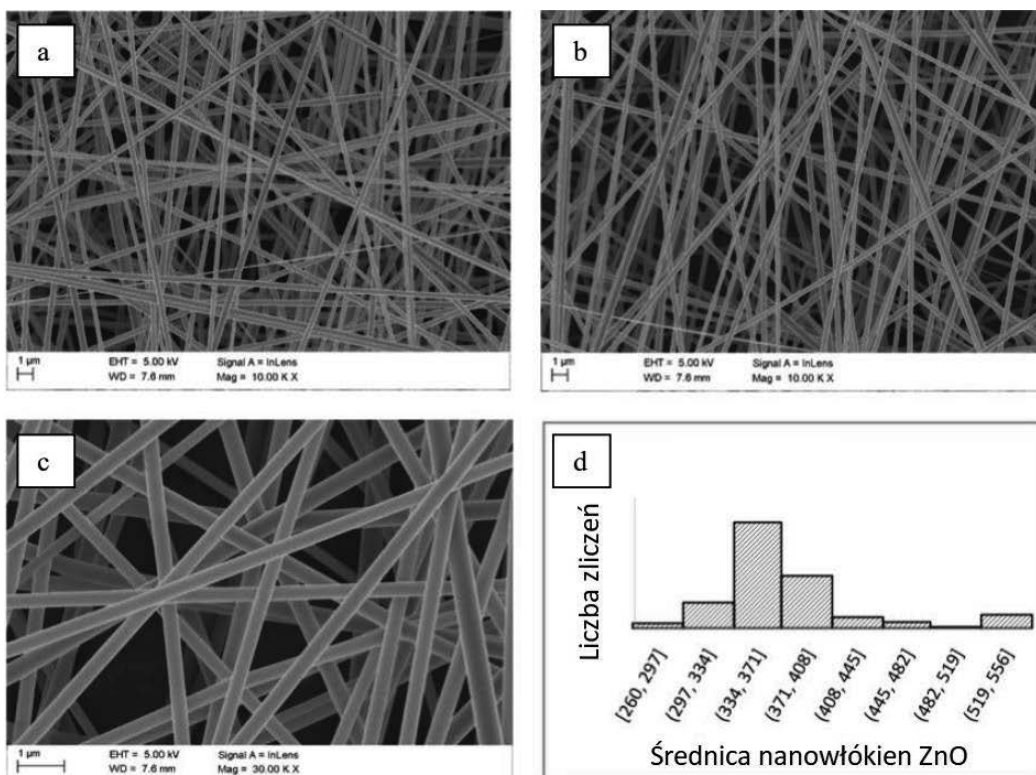 a
1 µm
EHT = 5.00 kV
Signal A = InLens
WD = 7.6 mm
Mag = 10.00 K X
b
1 µm
EHT = 5.00 kV
Signal A = InLens
WD = 7.6 mm
Mag = 10.00 K X
c
1 µm
EHT = 5.00 kV
Signal A = InLens
WD = 7.6 mm
Mag = 30.00 K X
d
Liczba zliczeń
[260, 297]
(297, 334]
(334, 371]
(371, 408]
(408, 445]
(445, 482]
(482, 519]
(519, 556]
Średnica nanowłókien ZnO